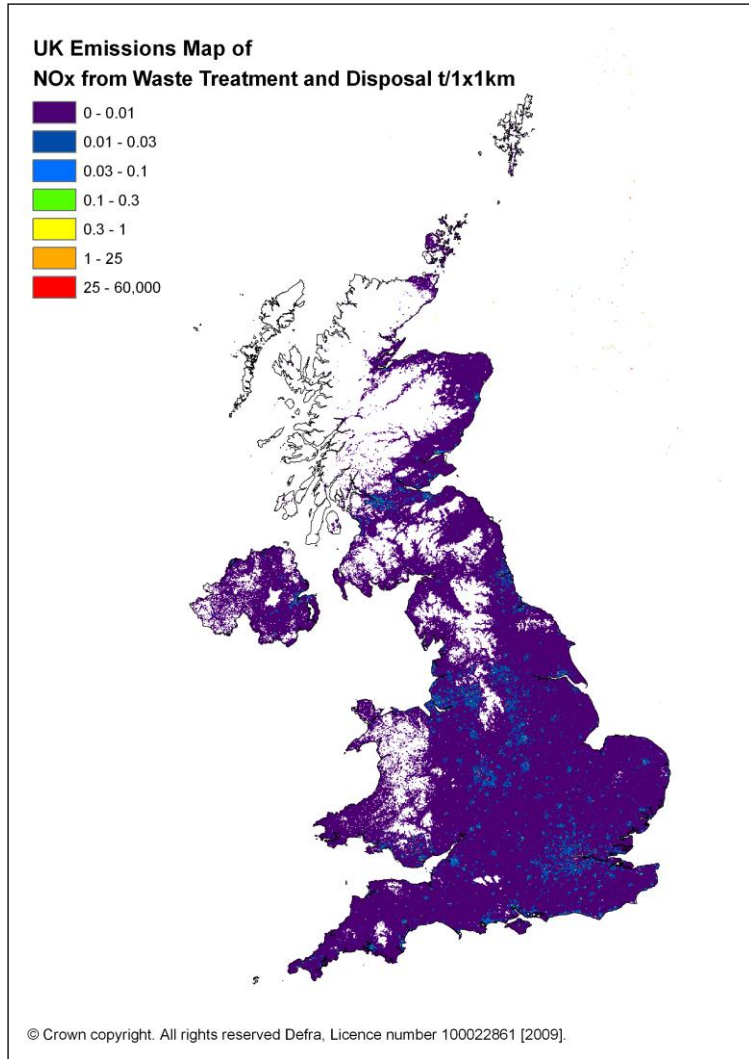 UK Emissions Map of
NOx from Waste Treatment and Disposal t/1x1km
0 - 0.01
0.01 - 0.03
0.03 - 0.1
0.1 - 0.3
0.3 - 1
1 - 25
25 - 60,000
© Crown copyright. All rights reserved Defra, Licence number 100022861 [2009].